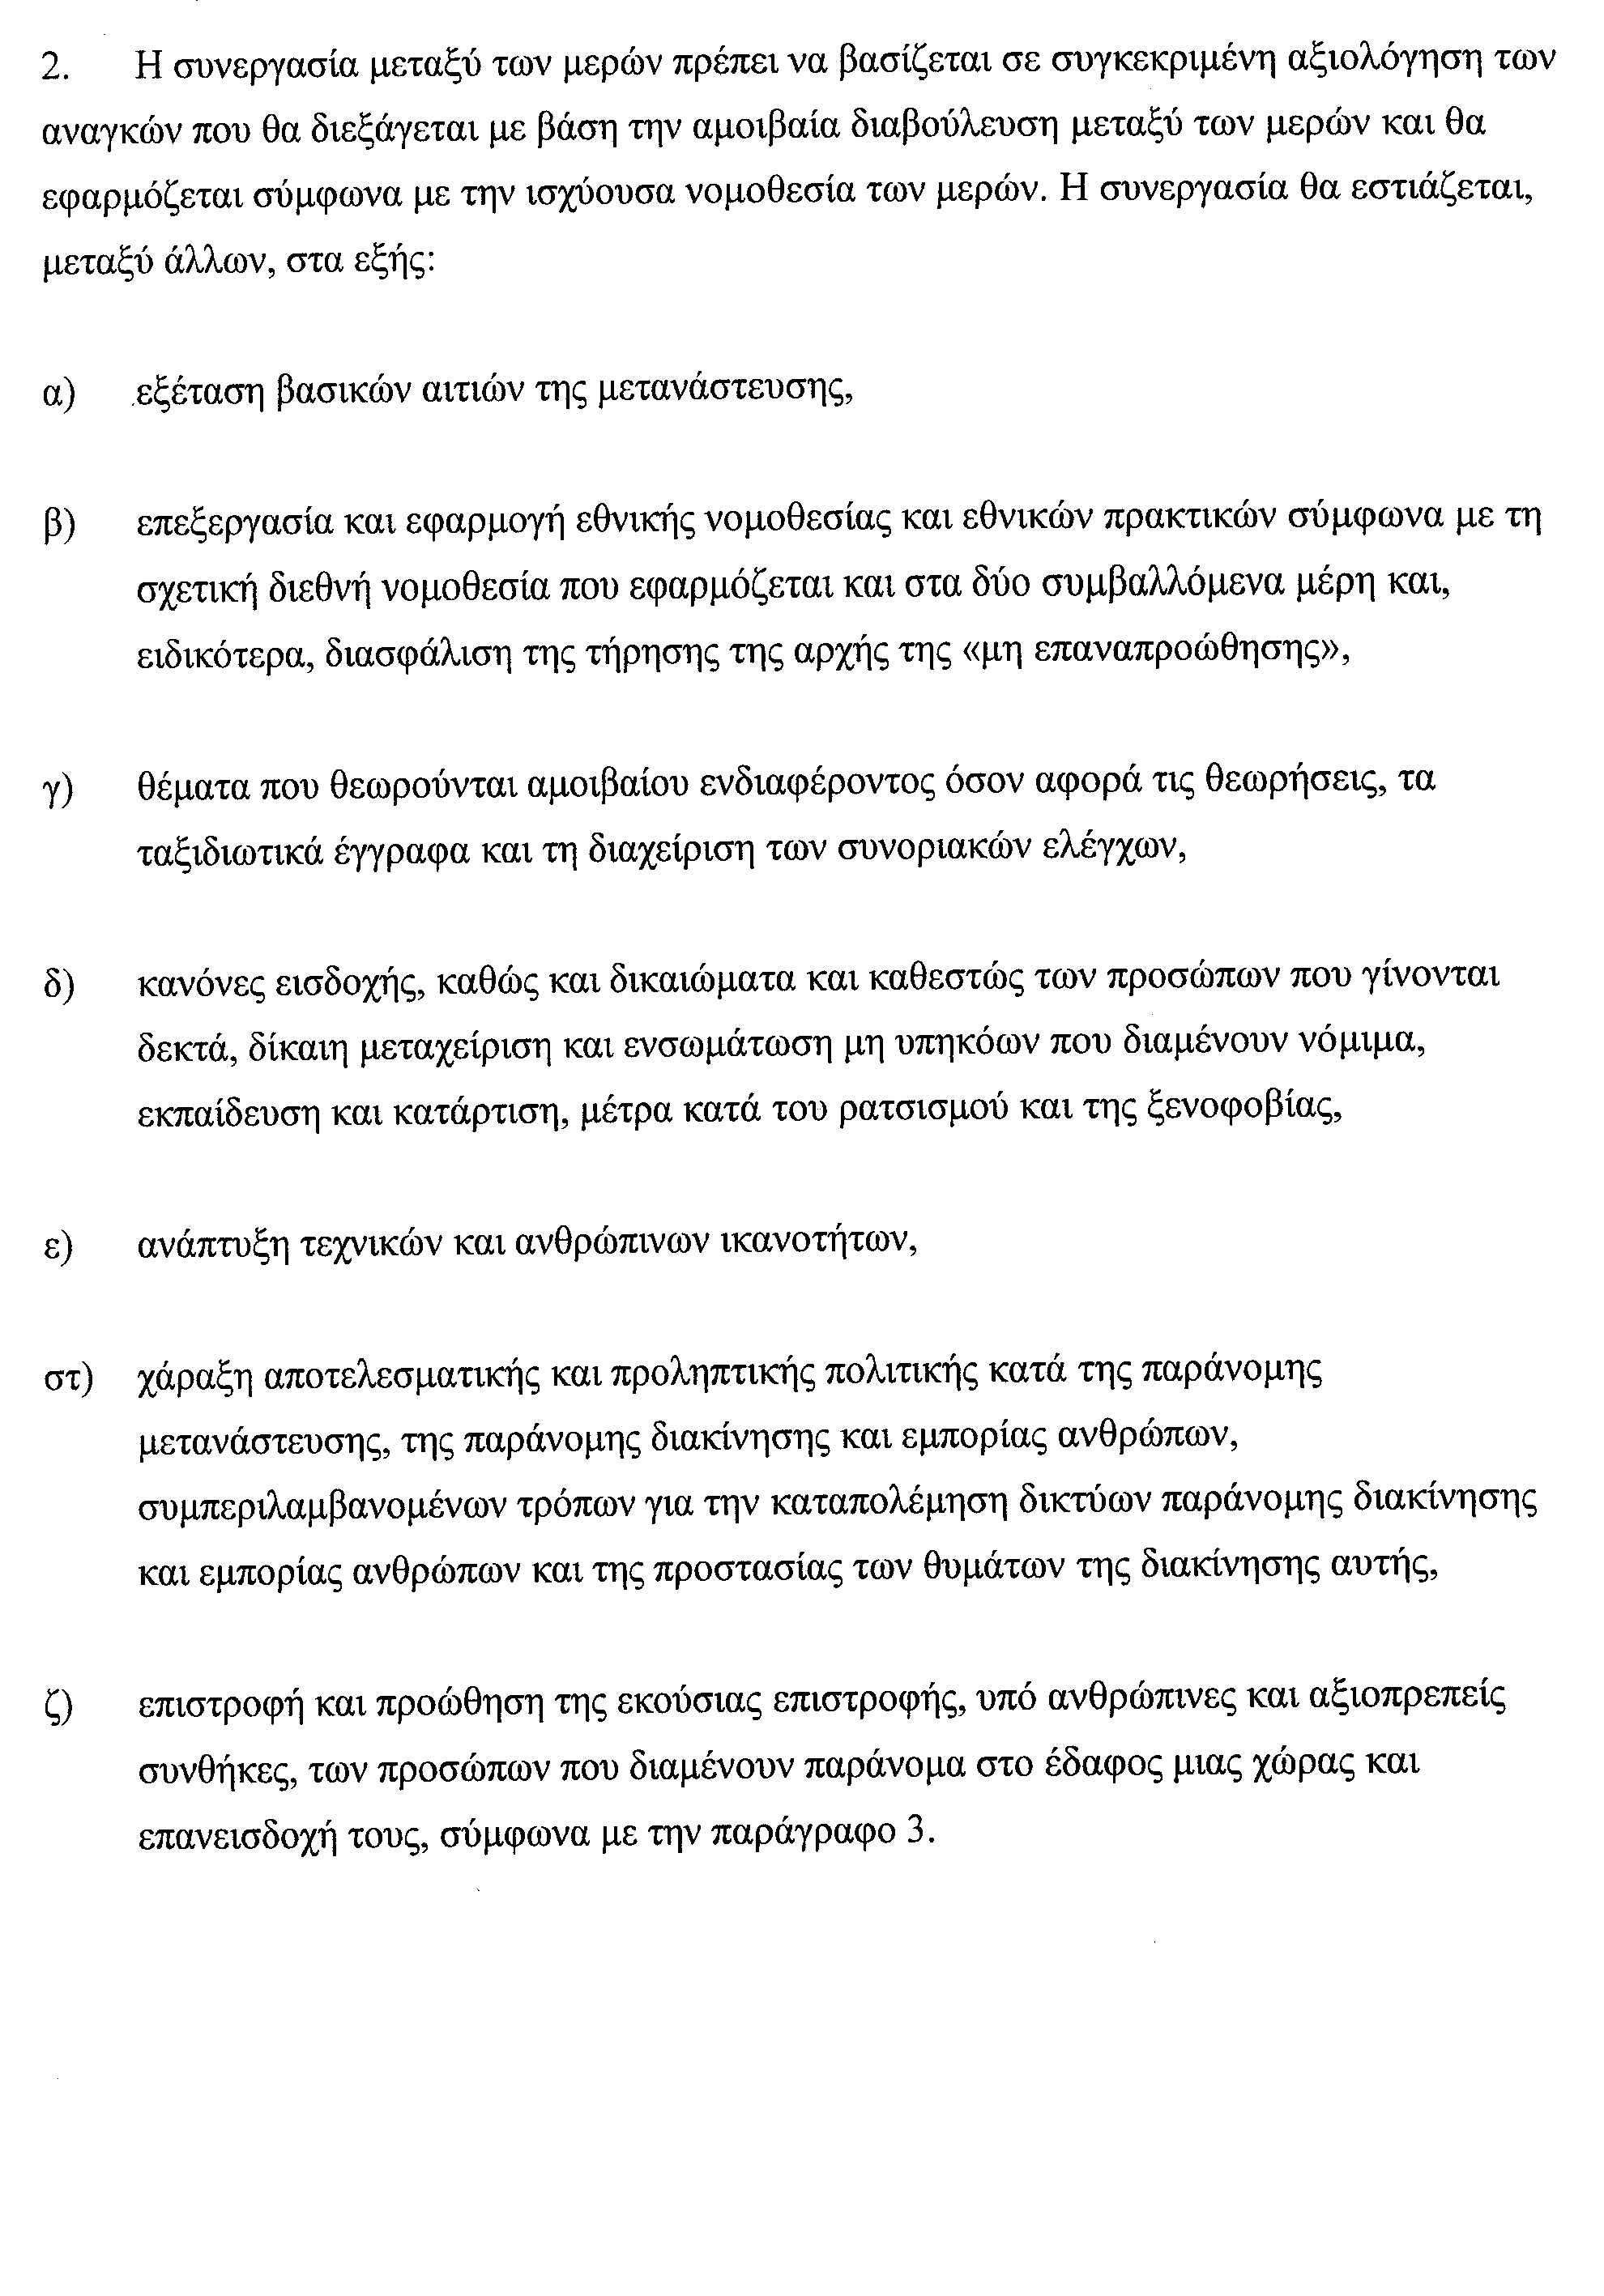 2. Η συνεργασία μεταξύ των μερών πρέπει να βασίζεται σε συγκεκριμένη αξιολόγηση των
αναγκών που θα διεξάγεται με βάση την αμοιβαία διαβούλευση μεταξύ των μερών και θα
εφαρμόζεται σύμφωνα με την ισχύουσα νομοθεσία των μερών. Η συνεργασία θα εστιάζεται,
μεταξύ άλλων, στα εξής:
α) εξέταση βασικών αιτιών της μετανάστευσης,
β) επεξεργασία και εφαρμογή εθνικής νομοθεσίας και εθνικών πρακτικών σύμφωνα με τη
σχετική διεθνή νομοθεσία που εφαρμόζεται και στα δύο συμβαλλόμενα μέρη και,
ειδικότερα, διασφάλιση της τήρησης της αρχής της «μη επαναπροώθησης»,
γ) θέματα που θεωρούνται αμοιβαίου ενδιαφέροντος όσον αφορά τις θεωρήσεις, τα
ταξιδιωτικά έγγραφα και τη διαχείριση των συνοριακών ελέγχων,
δ) κανόνες εισδοχής, καθώς και δικαιώματα και καθεστώς των προσώπων που γίνονται
δεκτά, δίκαιη μεταχείριση και ενσωμάτωση μη υπηκόων που διαμένουν νόμιμα,
εκπαίδευση και κατάρτιση, μέτρα κατά του ρατσισμού και της ξενοφοβίας,
ε) ανάπτυξη τεχνικών και ανθρώπινων ικανοτήτων,
στ) χάραξη αποτελεσματικής και προληπτικής πολιτικής κατά της παράνομης
μετανάστευσης, της παράνομης διακίνησης και εμπορίας ανθρώπων,
συμπεριλαμβανομένων τρόπων για την καταπολέμηση δικτύων παράνομης διακίνησης
και εμπορίας ανθρώπων και της προστασίας των θυμάτων της διακίνησης αυτής,
ζ) επιστροφή και προώθηση της εκούσιας επιστροφής, υπό ανθρώπινες και αξιοπρεπείς
συνθήκες, των προσώπων που διαμένουν παράνομα στο έδαφος μιας χώρας και
επανεισδοχή τους, σύμφωνα με την παράγραφο 3.